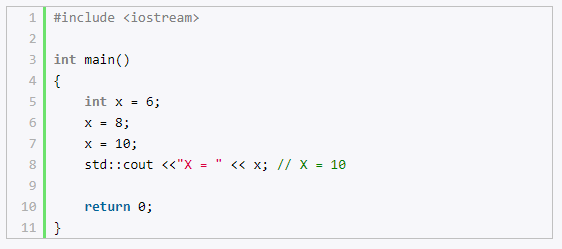 1 #include <iostream>
2
3 int main()
4 {
5     int x = 6;
6     x = 8;
7     x = 10;
8     std::cout <<"X = " << x; // X = 10
9
10     return 0;
11 }